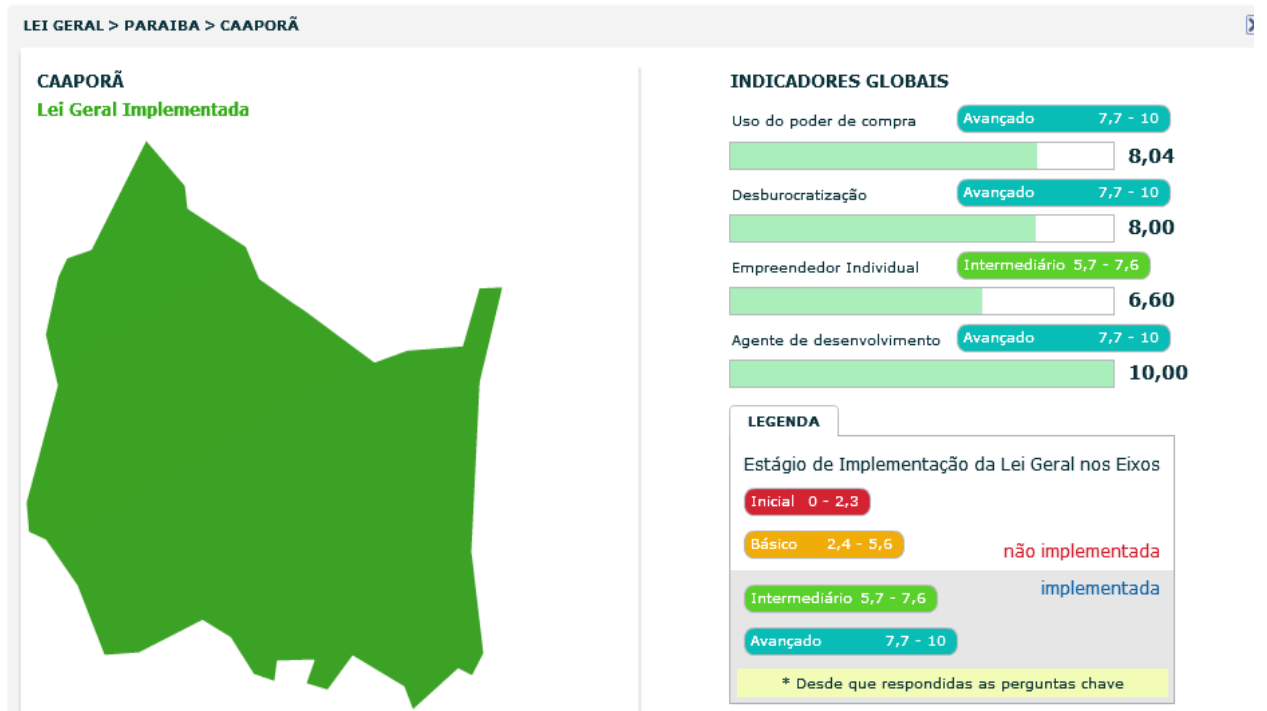 LEI GERAL > PARAIBA > CAAPORÃ
CAAPORÃ
Lei Geral Implementada
INDICADORES GLOBAIS
Uso do poder de compra Avançado 7,7 - 10
8,04
Desburocratização Avançado 7,7 - 10
8,00
Empreendedor Individual Intermediário 5,7 - 7,6
6,60
Agente de desenvolvimento Avançado 7,7 - 10
10,00
LEGENDA
Estágio de Implementação da Lei Geral nos Eixos
Inicial 0 - 2,3
Básico 2,4 - 5,6
não implementada
implementada
Intermediário 5,7 - 7,6
Avançado 7,7 - 10
* Desde que respondidas as perguntas chave